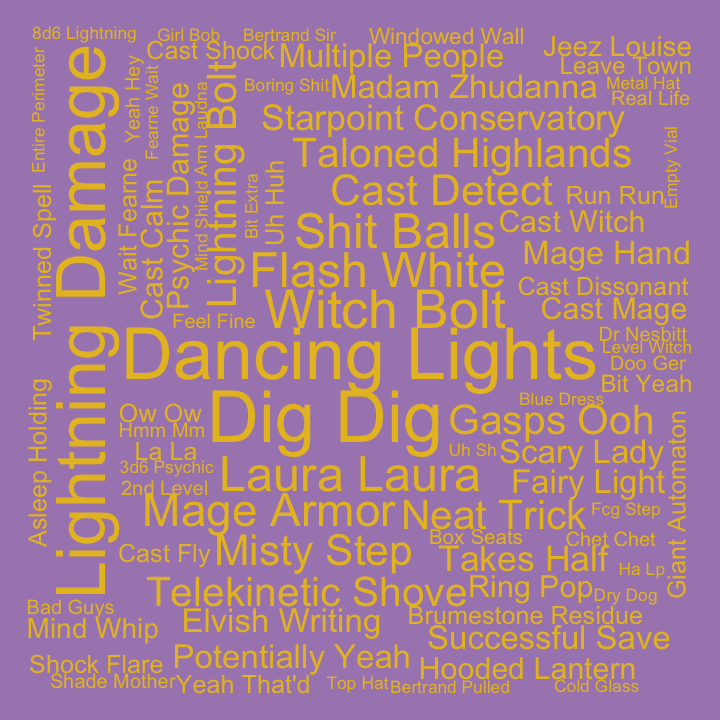 8d6 Lightning
Girl Bob
Bertrand Sir
Windowed Wall
Jeez Louise
Cast Shock
Multiple People
Leave Town
Entire Perimeter
Lightning Damage
Yeah Hey
Fearne Wait
Boring Shit
Madam Zhudanna
Metal Hat
Real Life
Psychic Damage
Mind Shield Arm Laudna
Lightning Bolt
Starpoint Conservatory
Empty Vial
Taloned Highlands
Wait Fearne
Cast Calm
Bit Extra
Uh Huh
Cast Detect
Run Run
Twinned Spell
Shit Balls
Cast Witch
Mage Hand
Flash White
Cast Dissonant
Witch Bolt
Cast Mage
Feel Fine
Dr Nesbitt
Level Witch
Dancing Lights
Doo Ger
Bit Yeah
Asleep Holding
Blue Dress
Ow Ow
Dig Dig
Gasps Ooh
Hmm Mm
La La
Uh Sh
Scary Lady
3d6 Psychic
Laura Laura
Fairy Light
2nd Level
Giant Automaton
Mage Armor
Neat Trick
Fcg Step
Box Seats
Chet Chet
Cast Fly
Misty Step
Takes Half
Ha Lp
Telekinetic Shove
Ring Pop
Dry Dog
Bad Guys
Elvish Writing
Brumestone Residue
Mind Whip
Successful Save
Shock Flare
Potentially Yeah
Hooded Lantern
Shade Mother
Yeah That'd
Top Hat
Bertrand Pulled
Cold Glass